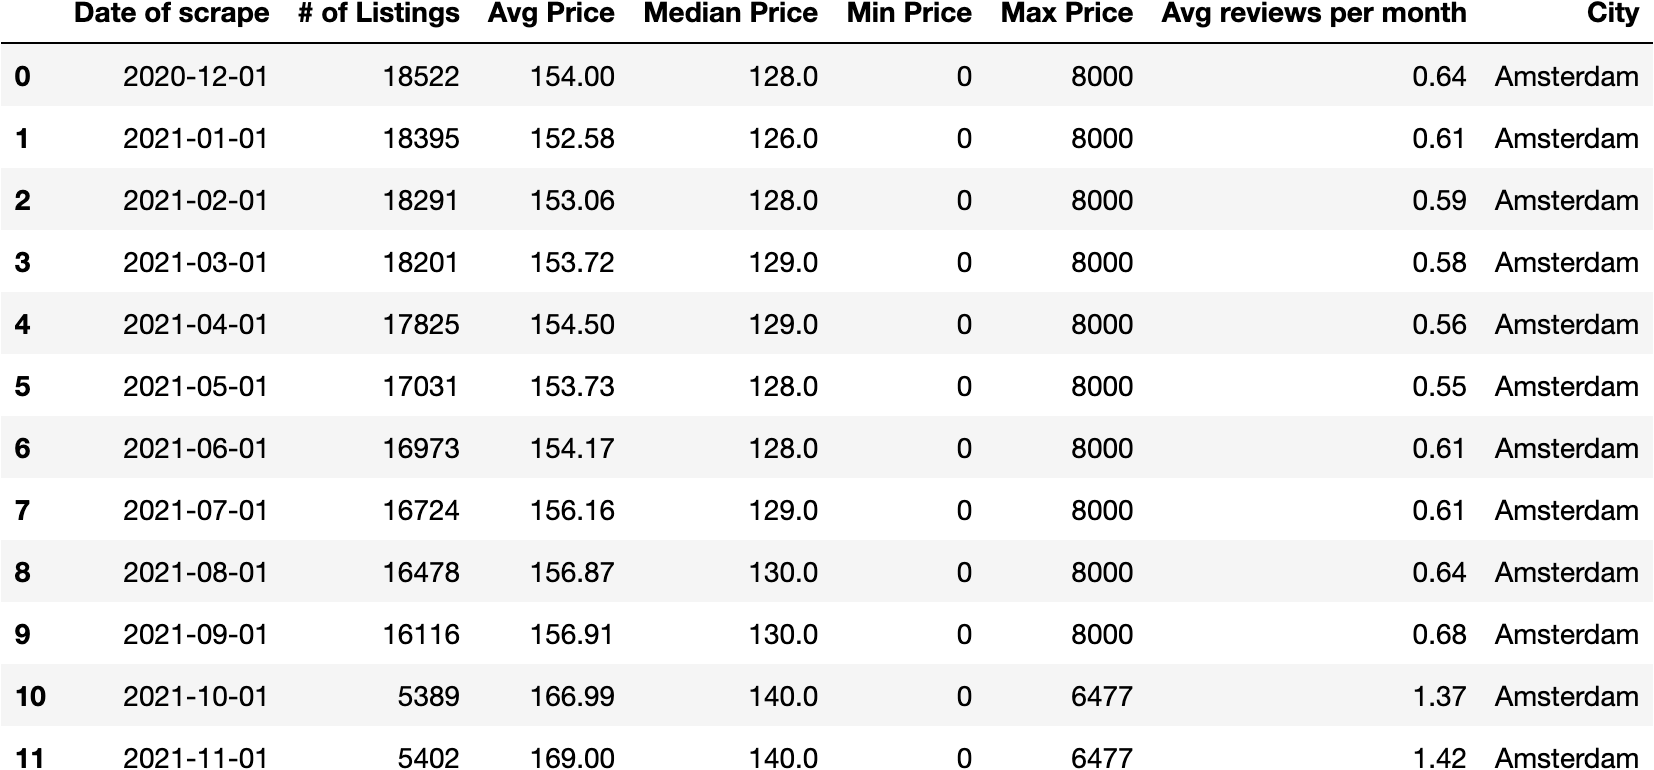 Date of scrape # of Listings Avg Price Median Price Min Price Max Price Avg reviews per month City
0 2020-12-01 18522 154.00 128.0 0 8000 0.64 Amsterdam
1 2021-01-01 18395 152.58 126.0 0 8000 0.61 Amsterdam
2 2021-02-01 18291 153.06 128.0 0 8000 0.59 Amsterdam
3 2021-03-01 18201 153.72 129.0 0 8000 0.58 Amsterdam
4 2021-04-01 17825 154.50 129.0 0 8000 0.56 Amsterdam
5 2021-05-01 17031 153.73 128.0 0 8000 0.55 Amsterdam
6 2021-06-01 16973 154.17 128.0 0 8000 0.61 Amsterdam
7 2021-07-01 16724 156.16 129.0 0 8000 0.61 Amsterdam
8 2021-08-01 16478 156.87 130.0 0 8000 0.64 Amsterdam
9 2021-09-01 16116 156.91 130.0 0 8000 0.68 Amsterdam
10 2021-10-01 5389 166.99 140.0 0 6477 1.37 Amsterdam
11 2021-11-01 5402 169.00 140.0 0 6477 1.42 Amsterdam